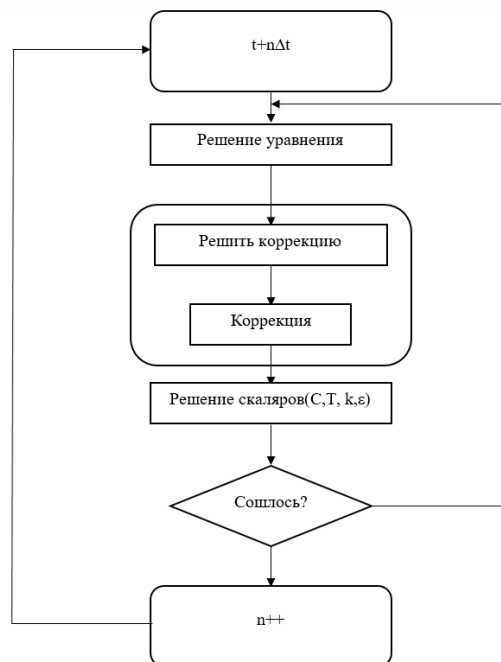 t+nΔt
Решение уравнения
Решить коррекцию
Коррекция
Решение скаляров(C,T, k,ε)
Сошлось?
n++